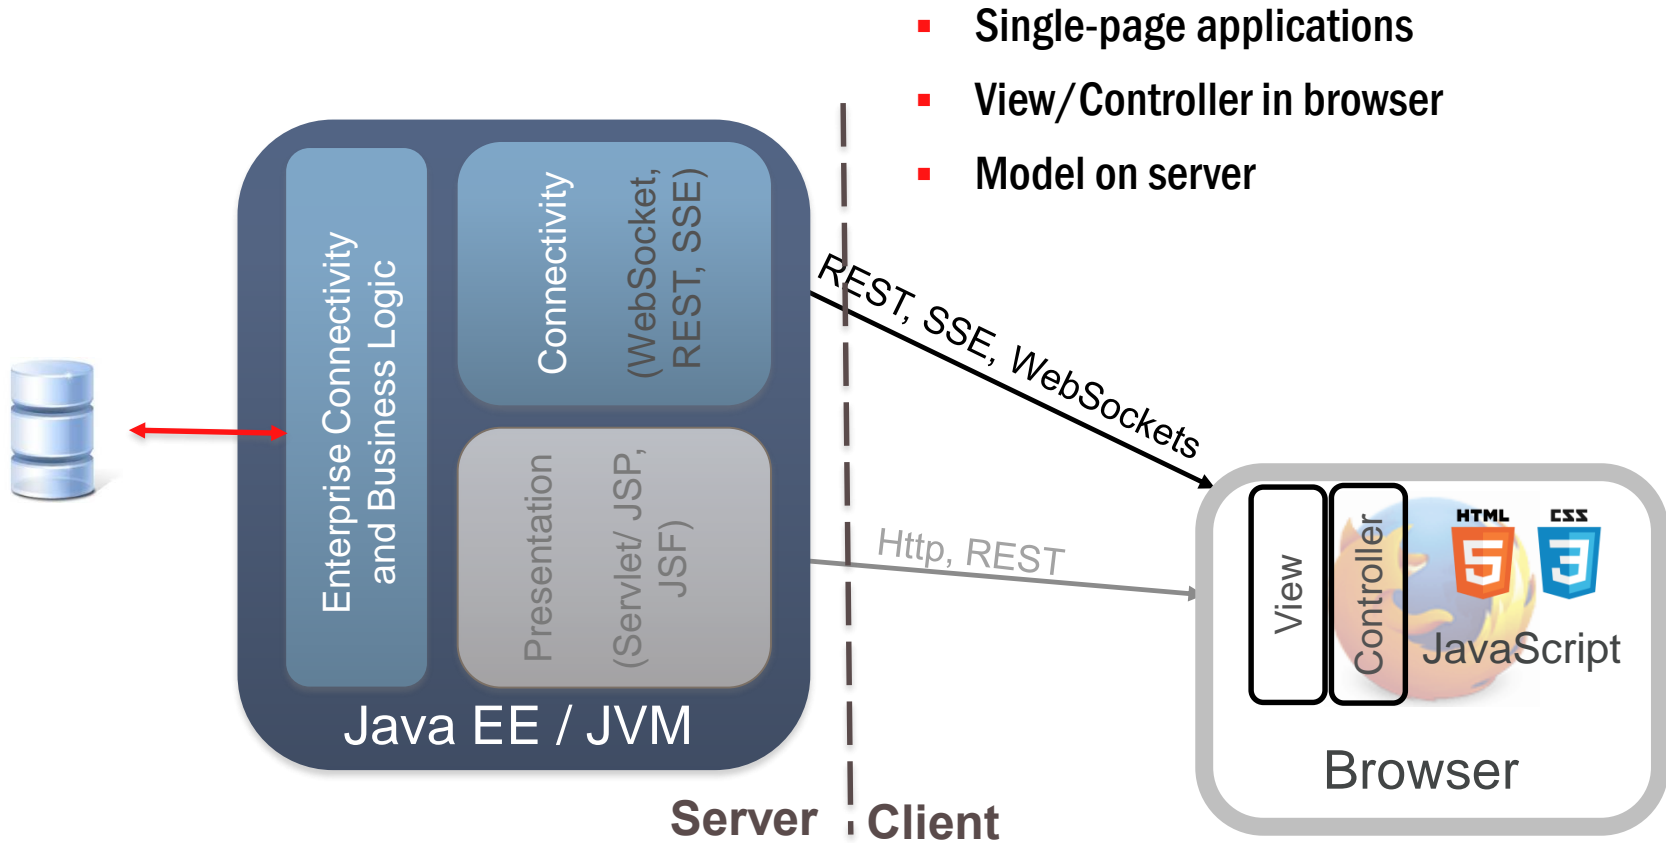 Single-page applications
View/Controller in browser
Model on server
Enterprise Connectivity
and Business Logic
Connectivity
(WebSocket,
REST, SSE)
Presentation
(Servlet/ JSP,
JSF)
Java EE / JVM
REST, SSE, WebSockets
Http, REST
View
Controller
HTML
5
CSS
3
JavaScript
Browser
Server
Client